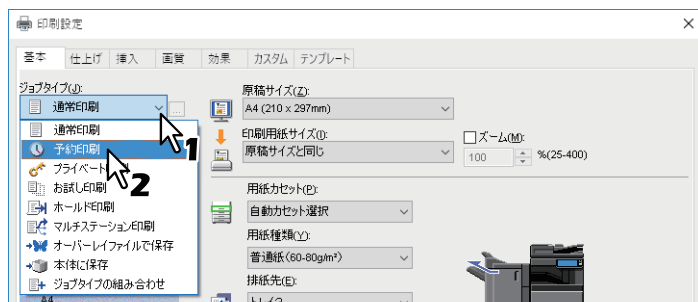 印刷設定
基本 仕上げ 挿入 画質 効果 カスタム テンプレート
ジョブタイプ(J):
通常印刷
...
通常印刷
予約印刷
プライベート
お試し印刷
ホールド印刷
マルチステーション印刷
オーバーレイファイルで保存
本体に保存
ジョブタイプの組み合わせ
A4
1
2
原稿サイズ(Z):
A4 (210 x 297mm)
印刷用紙サイズ(I):
原稿サイズと同じ
ズーム(M):
100 %(25-400)
用紙カセット(P):
自動カセット選択
用紙種類(Y):
普通紙(60-80g/m²)
排紙先(E):